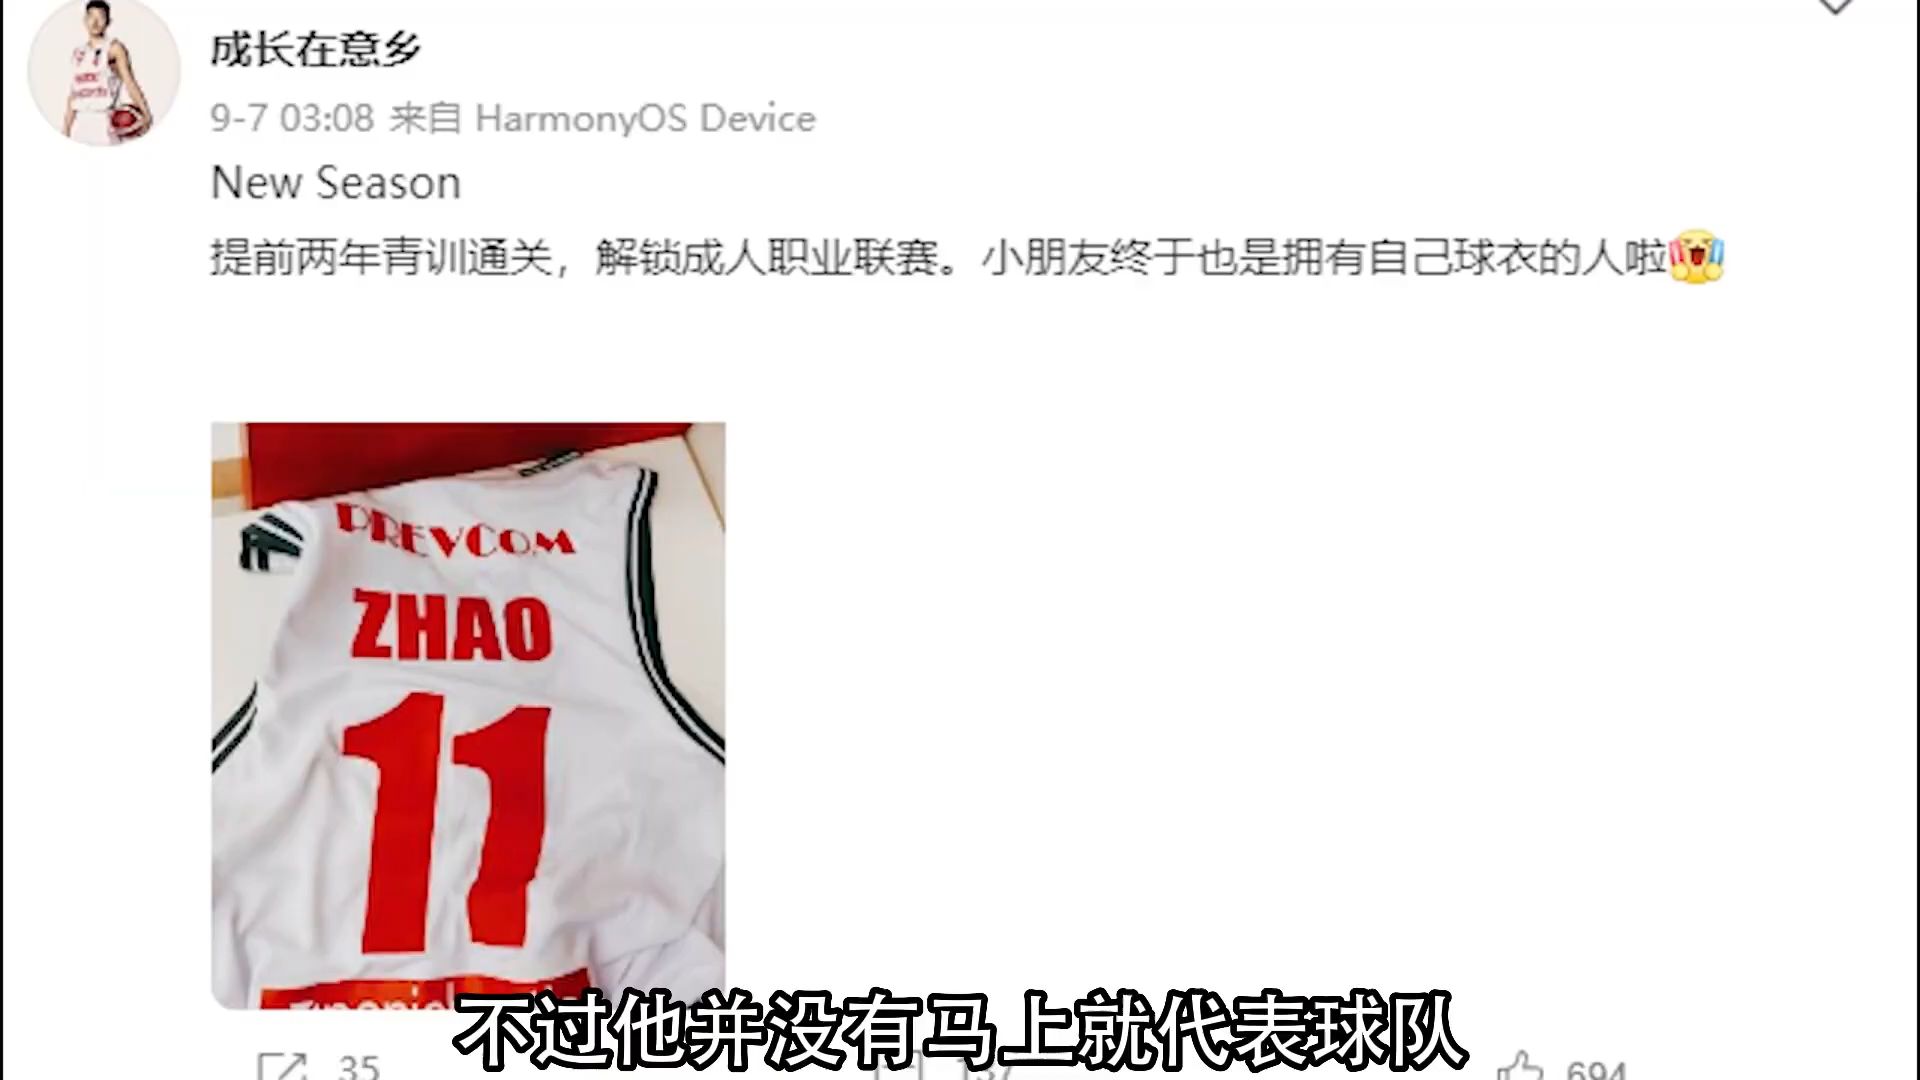 成长在意乡
9-7 03:08 来自 HarmonyOS Device
New Season
提前两年青训通关，解锁成人职业联赛。小朋友终于也是拥有自己球衣的人啦
PREVCOM
ZHAO
11
不过他并没有马上就代表球队
35
694